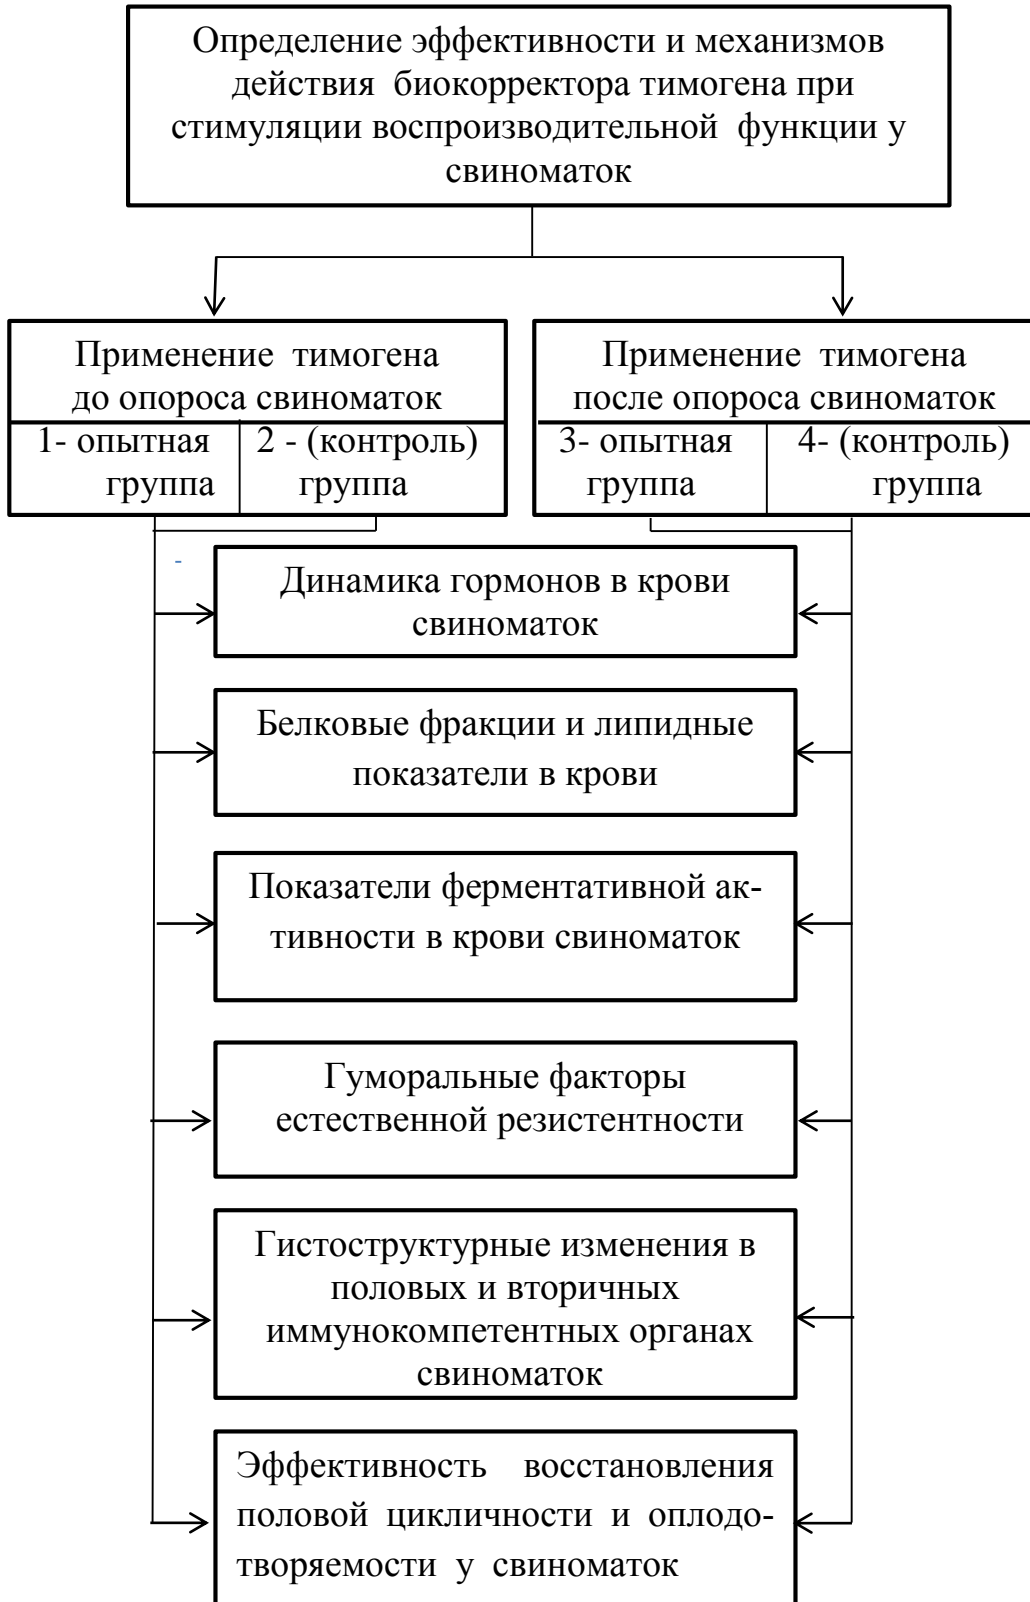 Определение эффективности и механизмов
действия биокорректора тимогена при
стимуляции воспроизводительной функции у
свиноматок
Применение тимогена
до опороса свиноматок
1- опытная группа
2 - (контроль) группа
Применение тимогена
после опороса свиноматок
3- опытная группа
4- (контроль) группа
-
Динамика гормонов в крови
свиноматок
Белковые фракции и липидные
показатели в крови
Показатели ферментативной ак-
тивности в крови свиноматок
Гуморальные факторы
естественной резистентности
Гистоструктурные изменения в
половых и вторичных
иммунокомпетентных органах
свиноматок
Эффективность восстановления
половой цикличности и оплодо-
творяемости у свиноматок